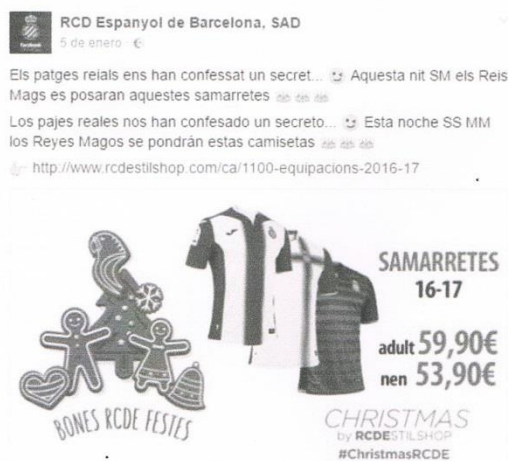 RCD Espanyol de Barcelona, SAD
5 de enero
Els patges reials ens han confessat un secret... Aquesta nit SM els Reis
Mags es posaran aquestes samarretes
Los pajes reales nos han confesado un secreto... Esta noche SS MM
los Reyes Magos se pondrán estas camisetas
http://www.rcdestilshop.com/ca/1100-equipacions-2016-17
SAMARRETES
16-17
adult 59,90€
nen 53,90€
BONES RCDE FESTES
CHRISTMAS
by RCDESTILSHOP
#ChristmasRCDE